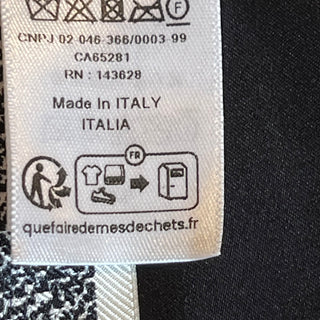 F
CNPJ 02-046-366/0003-99
CA65281
RN : 143628
Made In ITALY
ITALIA
FR
quefairedemesdechets.fr